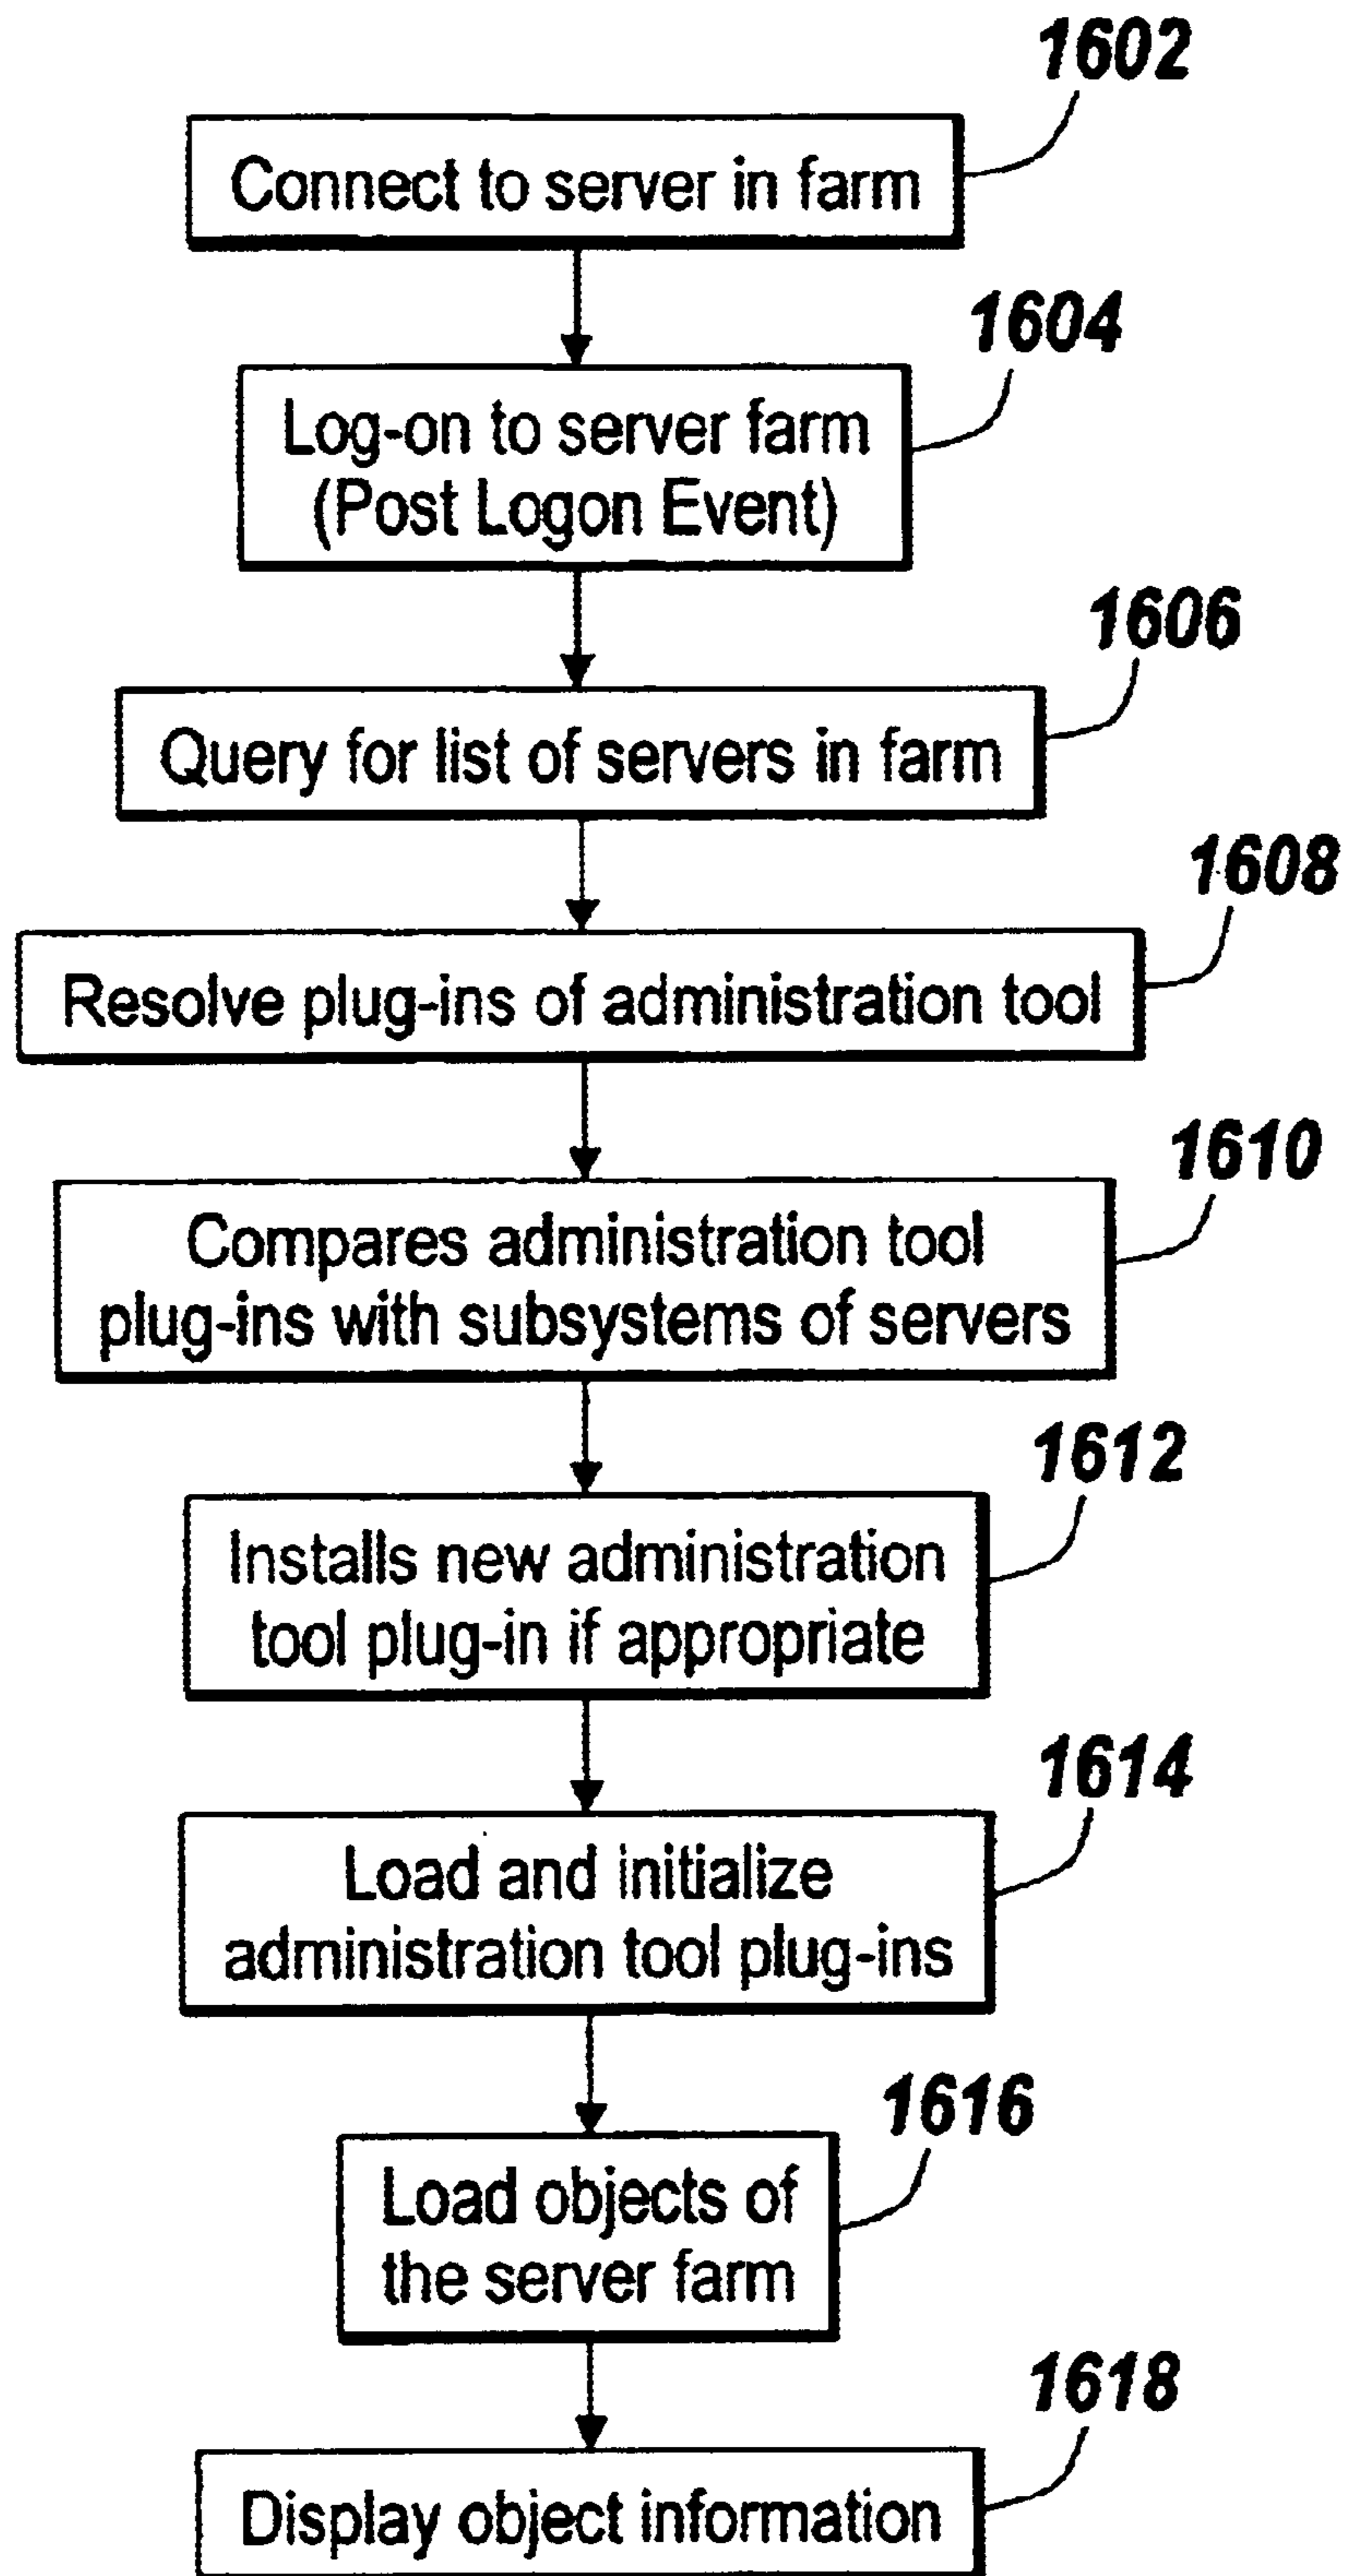 1602
Connect to server in farm
1604
Log-on to server farm
(Post Logon Event)
1606
Query for list of servers in farm
1608
Resolve plug-ins of administration tool
1610
Compares administration tool
plug-ins with subsystems of servers
1612
Installs new administration
tool plug-in if appropriate
1614
Load and initialize
administration tool plug-ins
1616
Load objects of
the server farm
1618
Display object information